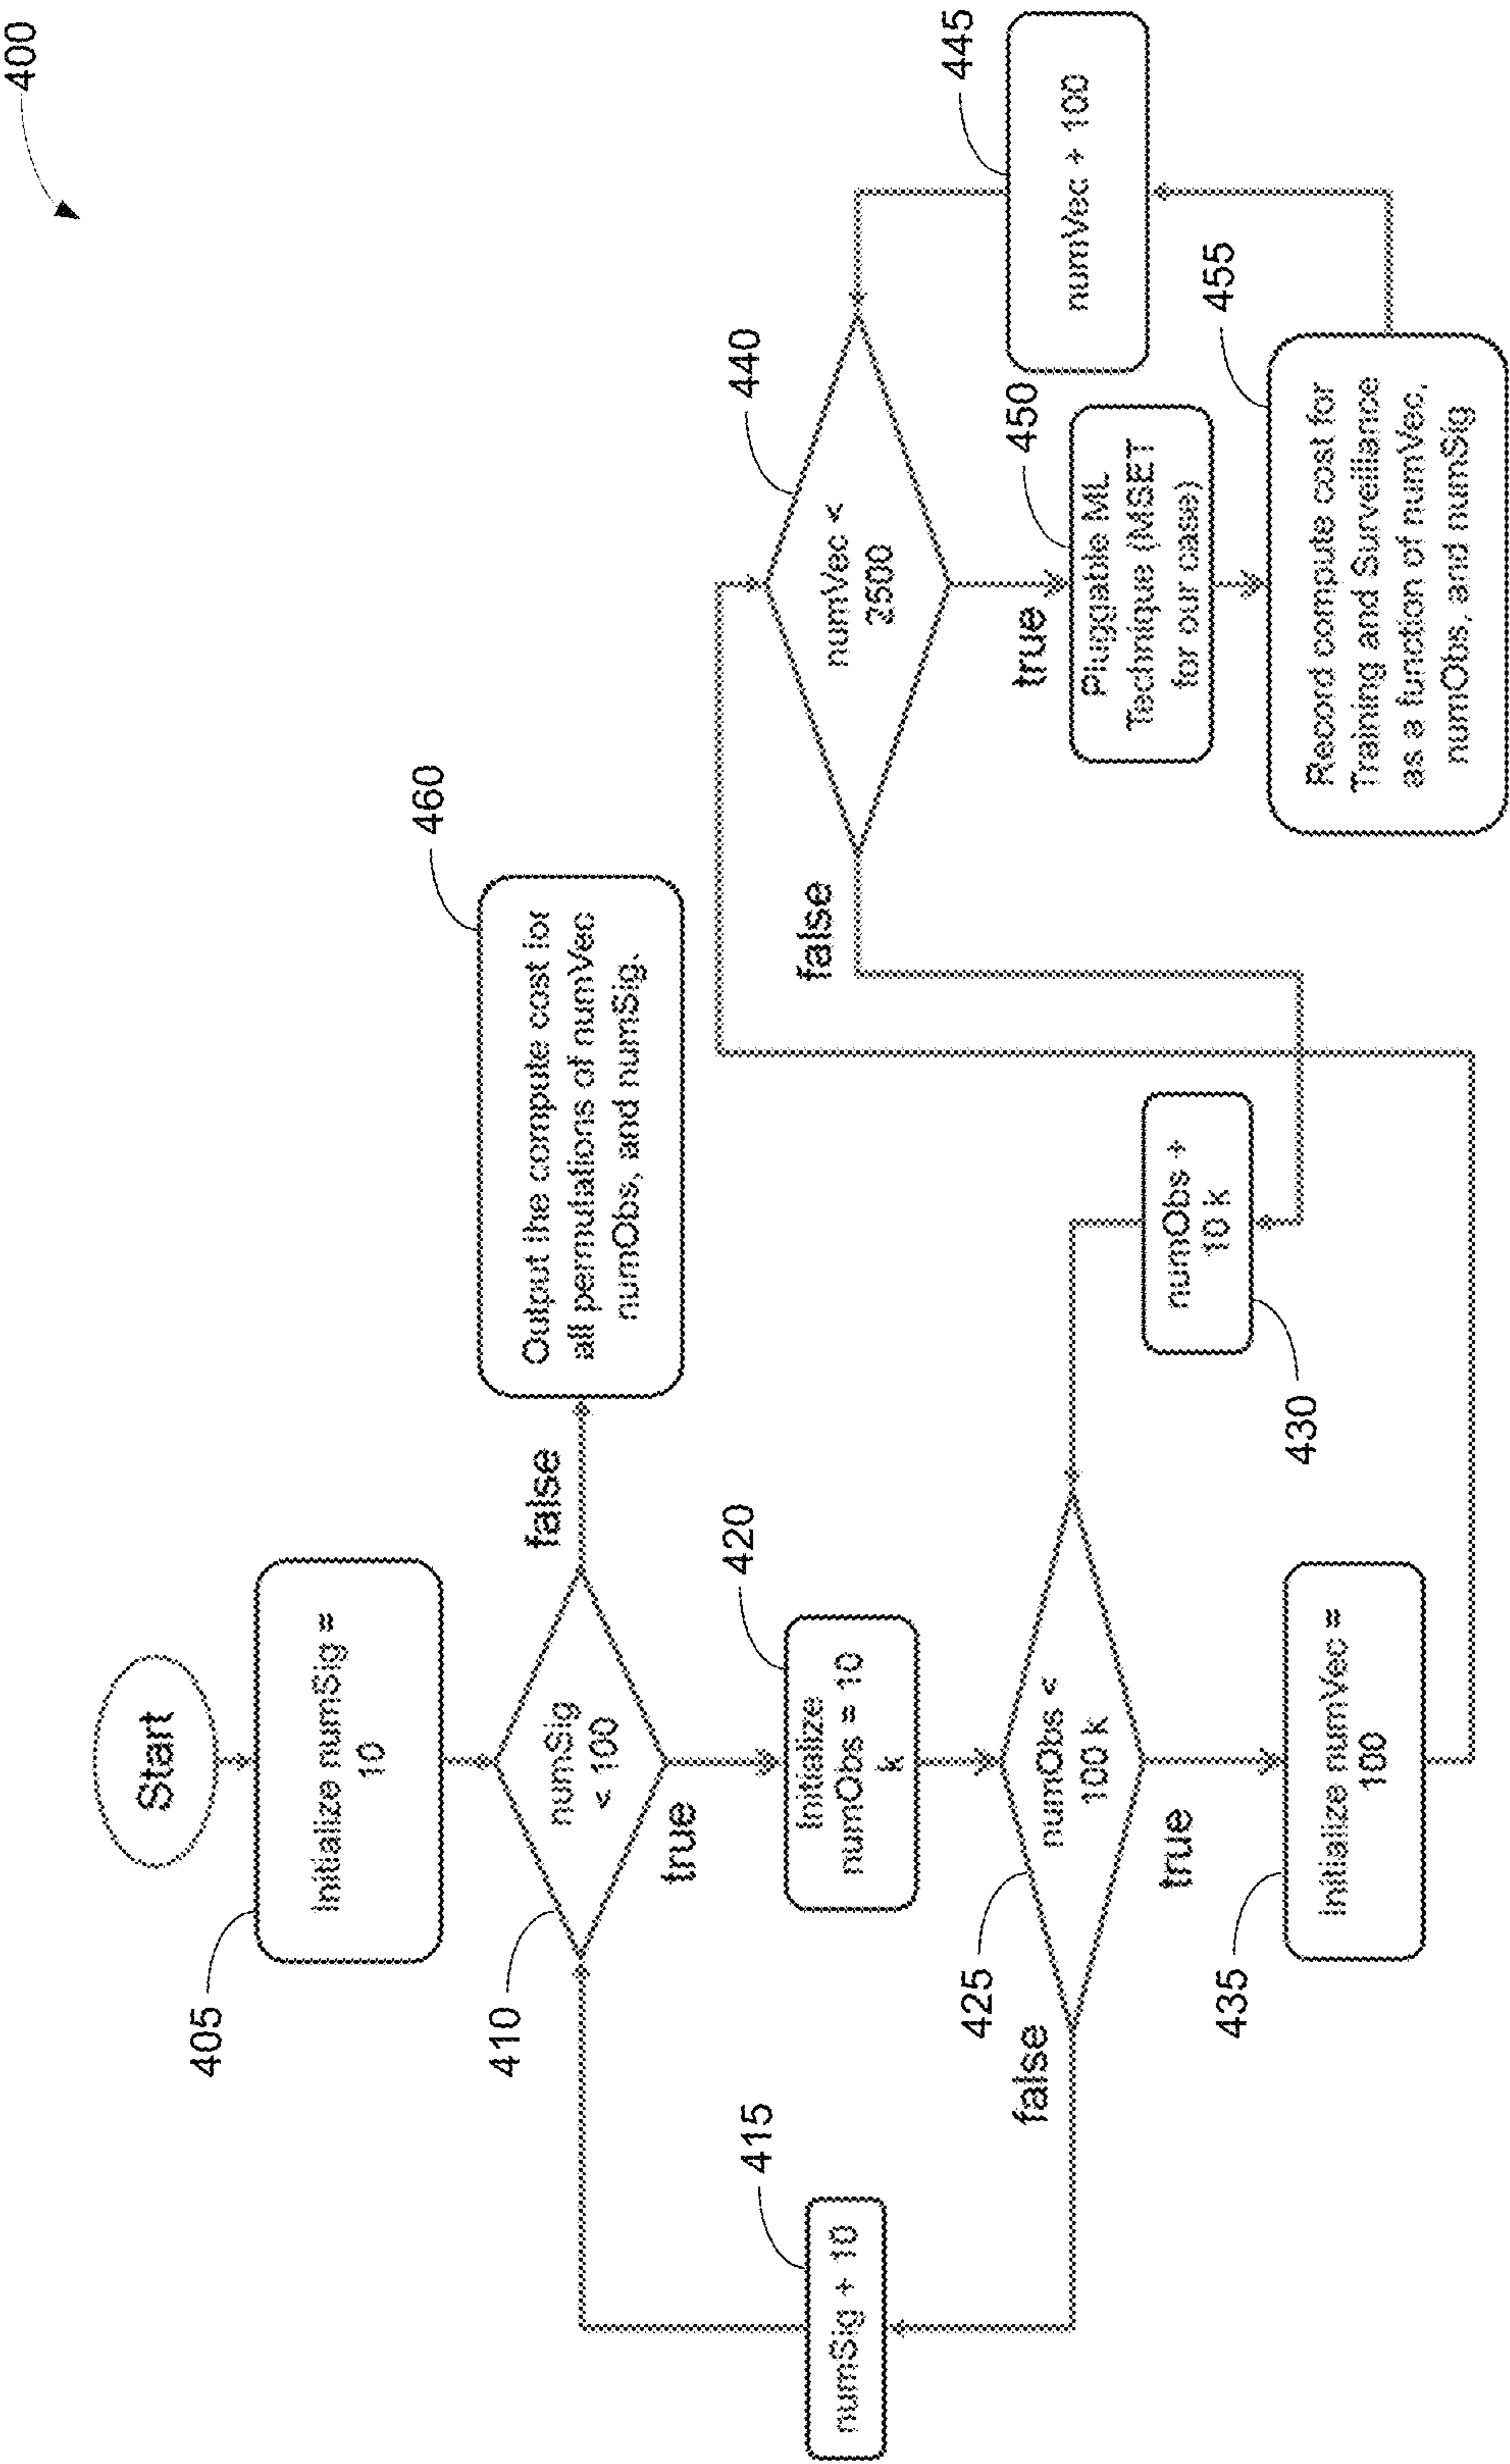 400
Start
405
Initialize numSig =
10
410
numSig
< 100
false
460
Output the compute cost for
all permutations of numVec
numObs, and numSig.
true
415
numSig + 10
420
Initialize
numObs = 10
k
425
numObs <
100 k
false
true
430
numObs +
10 k
435
Initialize numVec =
100
440
numVec <
2500
false
true
445
numVec + 100
450
Pluggable ML
Technique (MSET
for our case)
455
Record compute cost for
Training and Surveillance
as a function of numVec,
numObs, and numSig